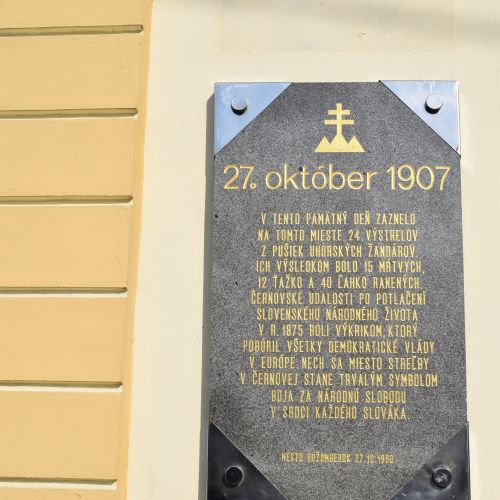 27. október 1907
V TENTO PAMÄTNÝ DEŇ ZAZNELO
NA TOMTO MIESTE 24 VÝSTRELOV
Z PUŠIEK UHORSKÝCH ŽANDÁROV.
ICH VÝSLEDKOM BOLO 15 MŔTVYCH,
12 ŤAŽKO A 40 ĽAHKO RANENÝCH.
ČERNOVSKÉ UDALOSTI PO POTLAČENÍ
SLOVENSKÉHO NÁRODNÉHO ŽIVOTA
V R. 1875 BOLI VÝKRIKOM, KTORÝ
POBÚRIL VŠETKY DEMOKRATICKÉ VLÁDY
V EURÓPE. NECH SA MIESTO STREĽBY
V ČERNOVEJ STANE TRVALÝM SYMBOLOM
BOJA ZA NÁRODNÚ SLOBODU
V SRDCI KAŽDÉHO SLOVÁKA.
MESTO RUŽOMBEROK 27.10.1990